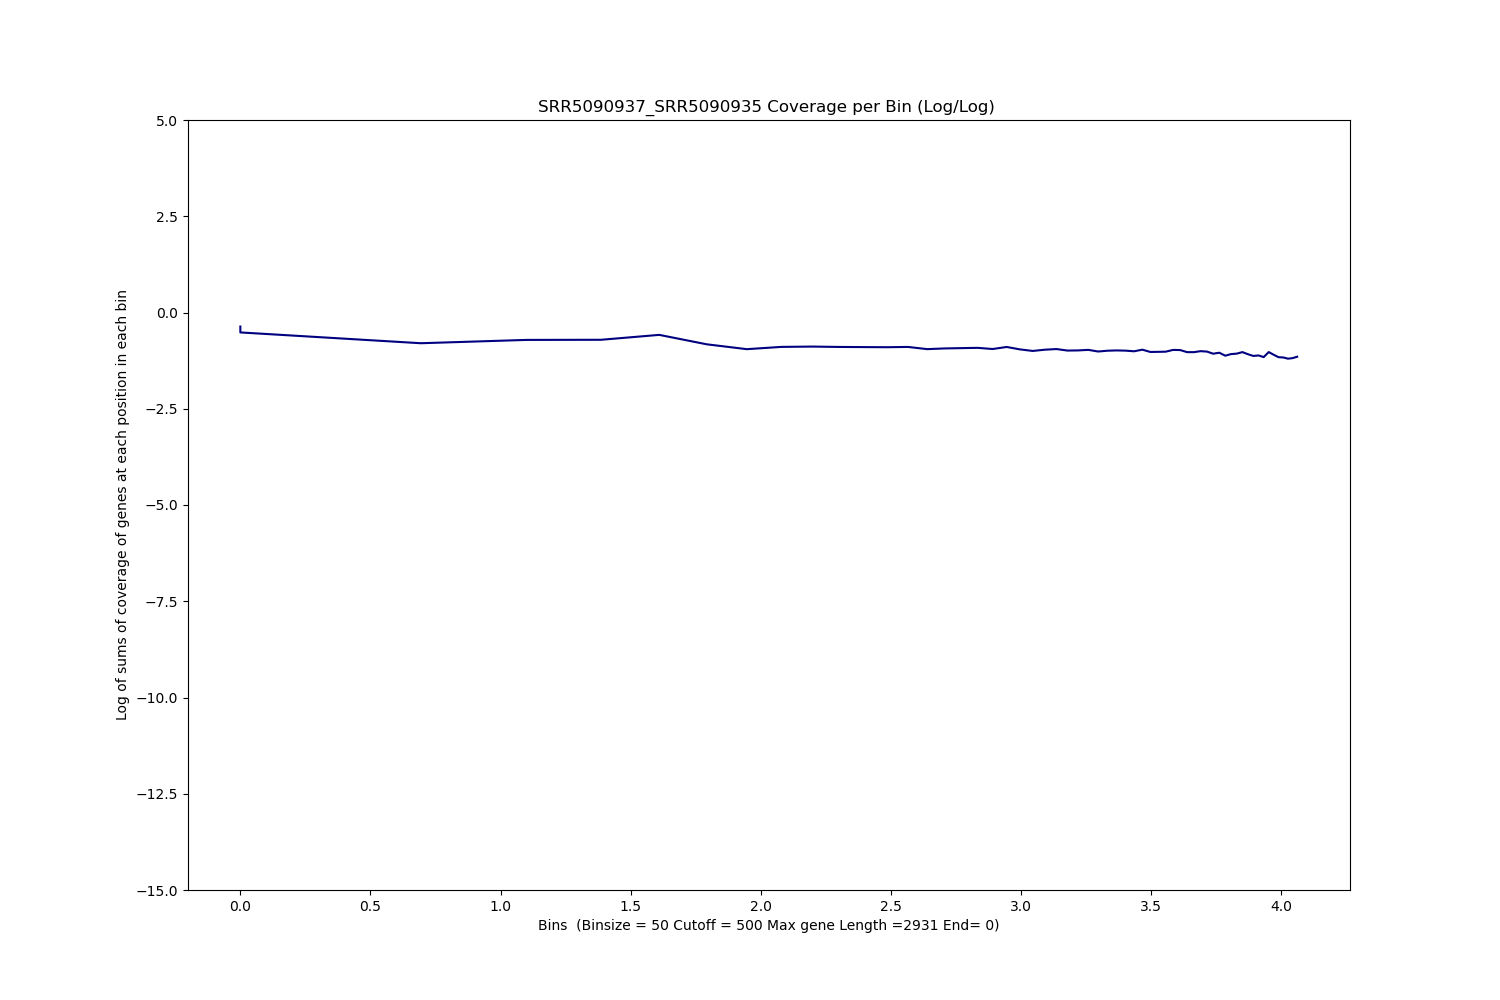 SRR5090937_SRR5090935 Coverage per Bin (Log/Log)
5.0
2.5
0.0
−2.5
−5.0
−7.5
−10.0
−12.5
−15.0
Log of sums of coverage of genes at each position in each bin
0.0 0.5 1.0 1.5 2.0 2.5 3.0 3.5 4.0
Bins  (Binsize = 50 Cutoff = 500 Max gene Length =2931 End= 0)